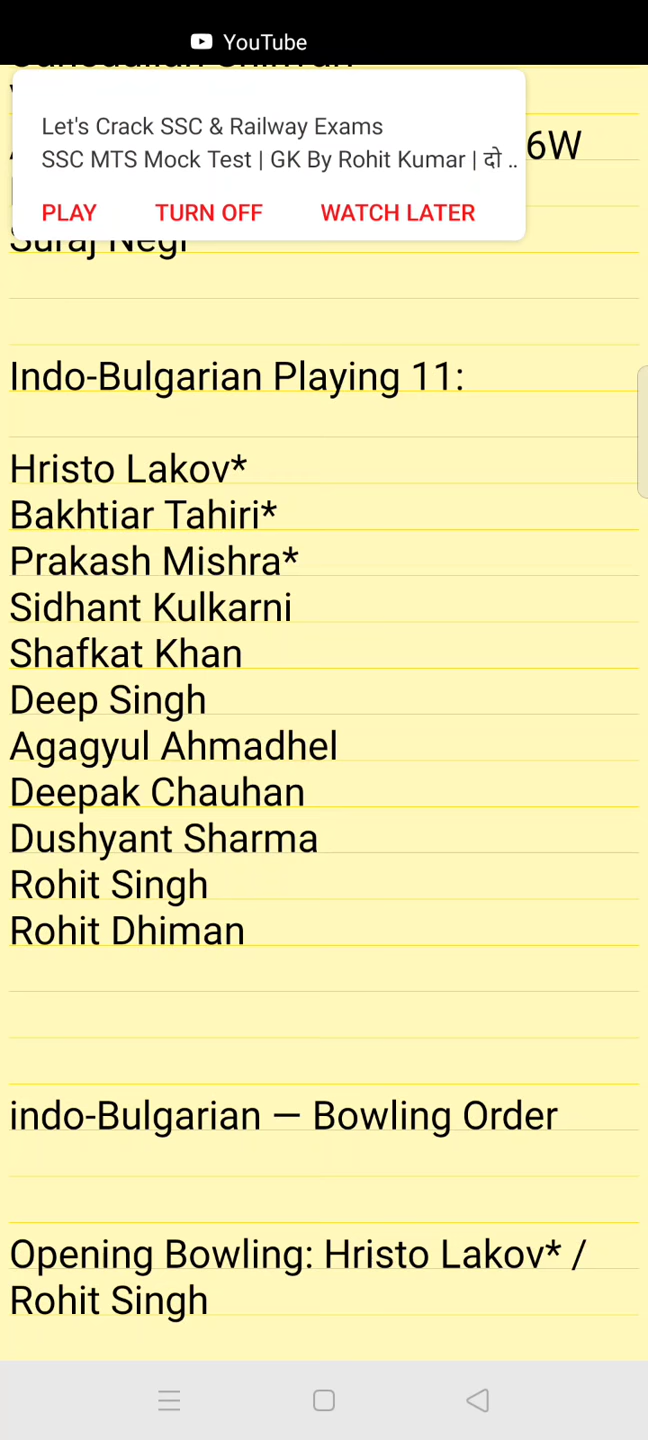 YouTube
Let's Crack SSC & Railway Exams
SSC MTS Mock Test | GK By Rohit Kumar | दो ..
6W
PLAY TURN OFF WATCH LATER
Suraj Negi
Indo-Bulgarian Playing 11:
Hristo Lakov*
Bakhtiar Tahiri*
Prakash Mishra*
Sidhant Kulkarni
Shafkat Khan
Deep Singh
Agagyul Ahmadhel
Deepak Chauhan
Dushyant Sharma
Rohit Singh
Rohit Dhiman
indo-Bulgarian — Bowling Order
Opening Bowling: Hristo Lakov* /
Rohit Singh